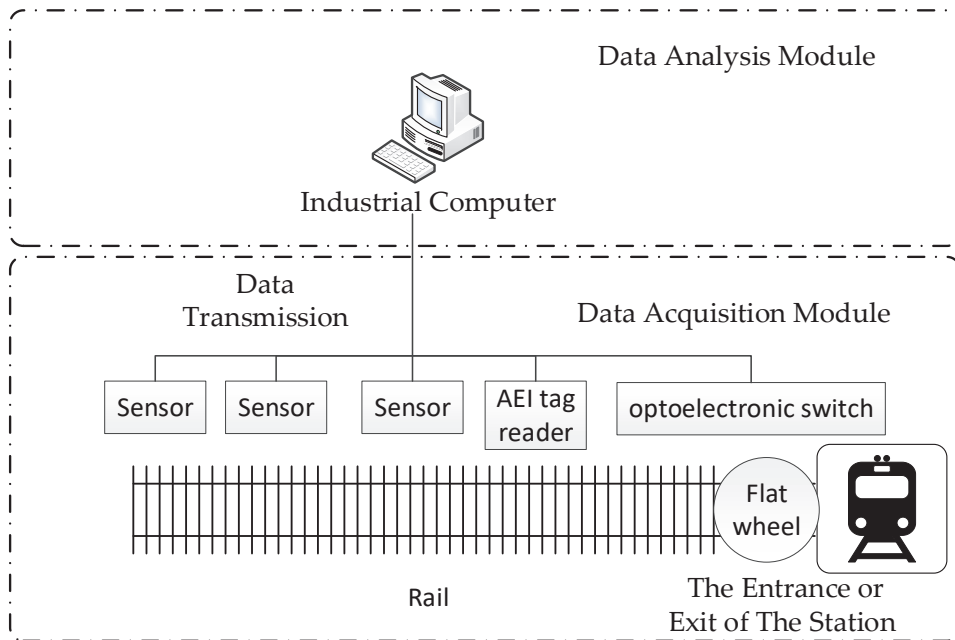 Data Analysis Module
Industrial Computer
Data
Transmission
Data Acquisition Module
Sensor
Sensor
Sensor
AEI tag
reader
optoelectronic switch
Flat
wheel
Rail
The Entrance or
Exit of The Station